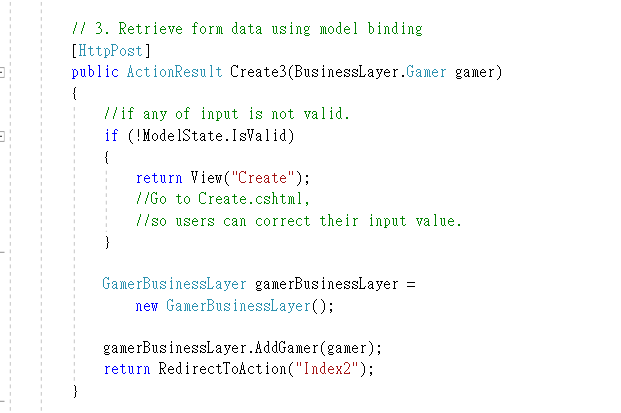 // 3. Retrieve form data using model binding
[HttpPost]
public ActionResult Create3(BusinessLayer.Gamer gamer)
{
//if any of input is not valid.
if (!ModelState.IsValid)
{
return View("Create");
//Go to Create.cshtml,
//so users can correct their input value.
}
GamerBusinessLayer gamerBusinessLayer =
new GamerBusinessLayer();
gamerBusinessLayer.AddGamer(gamer);
return RedirectToAction("Index2");
}